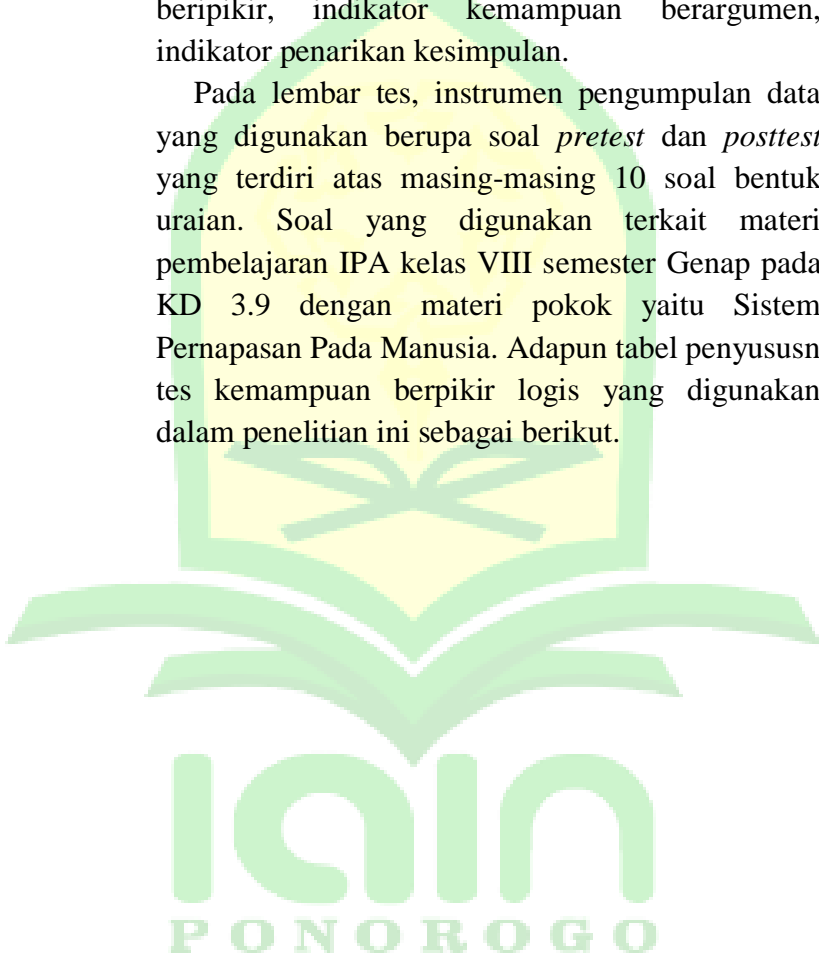 beripikir, indikator kemampuan berargumen,
indikator penarikan kesimpulan.
Pada lembar tes, instrumen pengumpulan data
yang digunakan berupa soal pretest dan posttest
yang terdiri atas masing-masing 10 soal bentuk
uraian. Soal yang digunakan terkait materi
pembelajaran IPA kelas VIII semester Genap pada
KD 3.9 dengan materi pokok yaitu Sistem
Pernapasan Pada Manusia. Adapun tabel penyususn
tes kemampuan berpikir logis yang digunakan
dalam penelitian ini sebagai berikut.
iain
PONOROGO